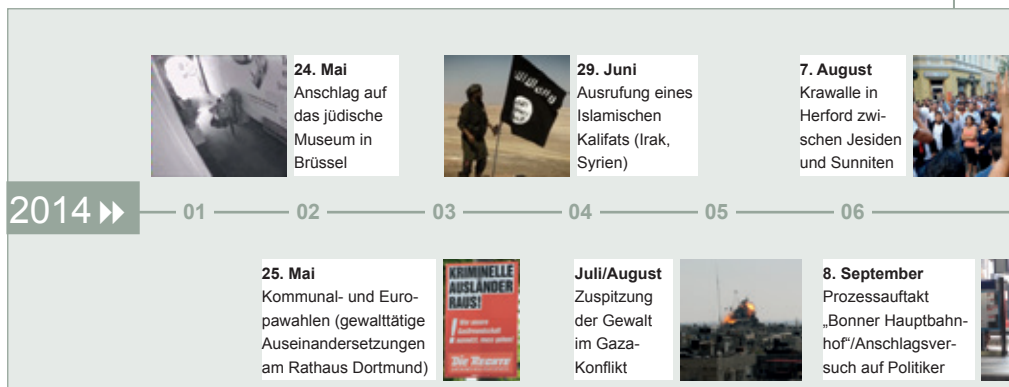 24. Mai
Anschlag auf
das jüdische
Museum in
Brüssel
29. Juni
Ausrufung eines
Islamischen
Kalifats (Irak,
Syrien)
7. August
Krawalle in
Herford zwi-
schen Jesiden
und Sunniten
2014
01
02
03
04
05
06
25. Mai
Kommunal- und Euro-
pawahlen (gewalttätige
Auseinandersetzungen
am Rathaus Dortmund)
KRIMINELLE
AUSLÄNDER
RAUS!
Die Rechte
Juli/August
Zuspitzung
der Gewalt
im Gaza-
Konflikt
8. September
Prozessauftakt
„Bonner Hauptbahn-
hof“/Anschlagsver-
such auf Politiker